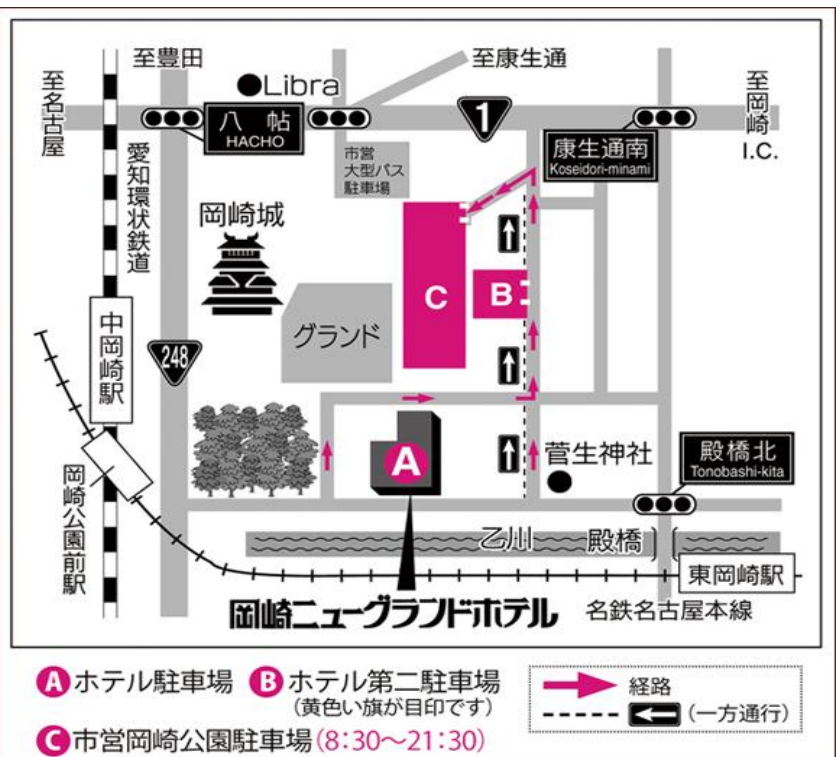 至豊田
至康生通
至名古屋
Libra
至岡崎
I.C.
八帖
HACHO
1
康生通南
Koseidori-minami
市営
大型バス
駐車場
愛知環状鉄道
岡崎城
C
B
グランド
中岡崎駅
248
A
菅生神社
殿橋北
Tonobashi-kita
岡崎公園前駅
乙川
殿橋
東岡崎駅
岡崎ニューグランドホテル
名鉄名古屋本線
Aホテル駐車場
Bホテル第二駐車場
(黄色い旗が目印です)
C市営岡崎公園駐車場(8:30〜21:30)
経路
(一方通行)